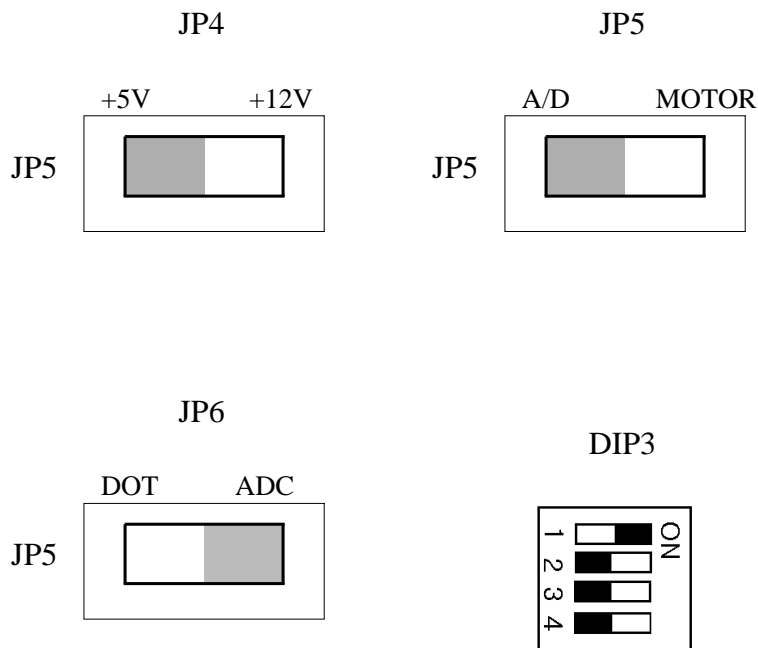 JP4
JP5
+5V +12V
A/D MOTOR
JP5
JP5
JP6
DIP3
DOT ADC
JP5
ON
1
2
3
4